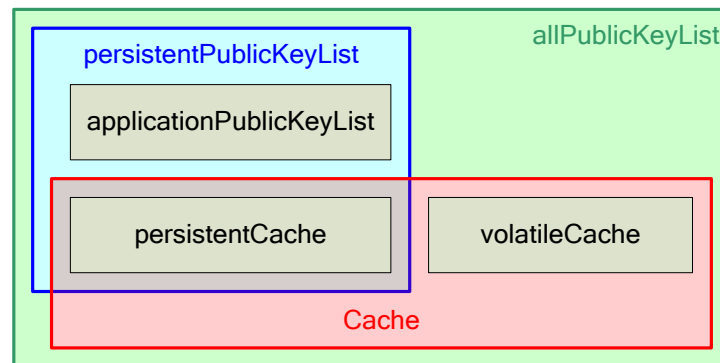 allPublicKeyList
persistentPublicKeyList
applicationPublicKeyList
persistentCache
volatileCache
Cache